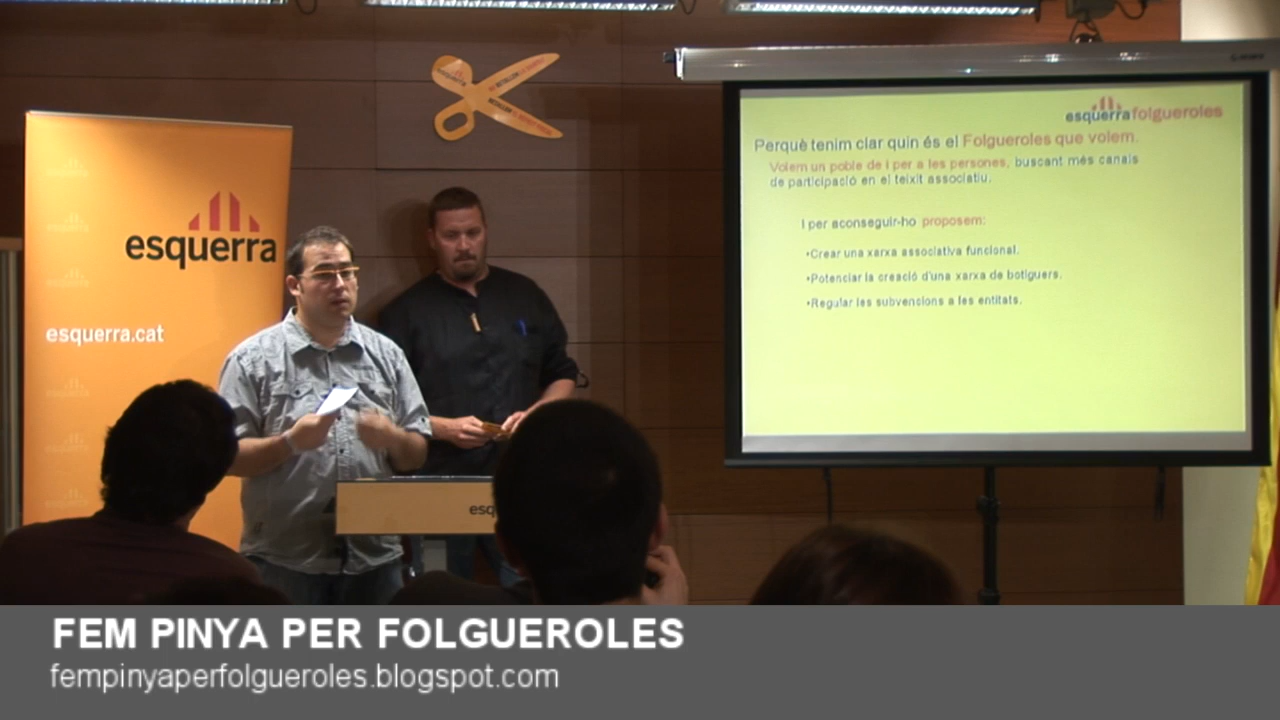 esquerra
esquerra.cat
esq
esquerrafolgueroles
Perquè tenim clar quin és el Folgueroles que volem.
Volem un poble de i per a les persones, buscant més canals
de participació en el teixit associatiu.
I per aconseguir-ho proposem:
•Crear una xarxa associativa funcional.
•Potenciar la creació d'una xarxa de botiguers.
•Regular les subvencions a les entitats.
FEM PINYA PER FOLGUEROLES
fempinyaperfolgueroles.blogspot.com